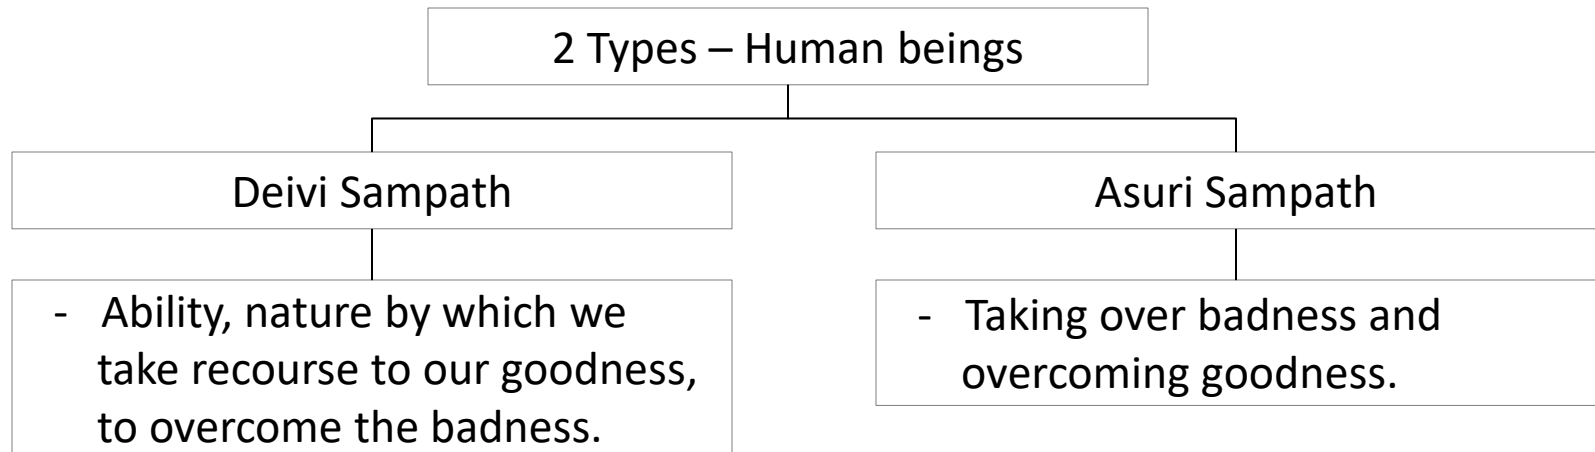 2 Types – Human beings
Deivi Sampath
- Ability, nature by which we
take recourse to our goodness,
to overcome the badness.
Asuri Sampath
- Taking over badness and
overcoming goodness.